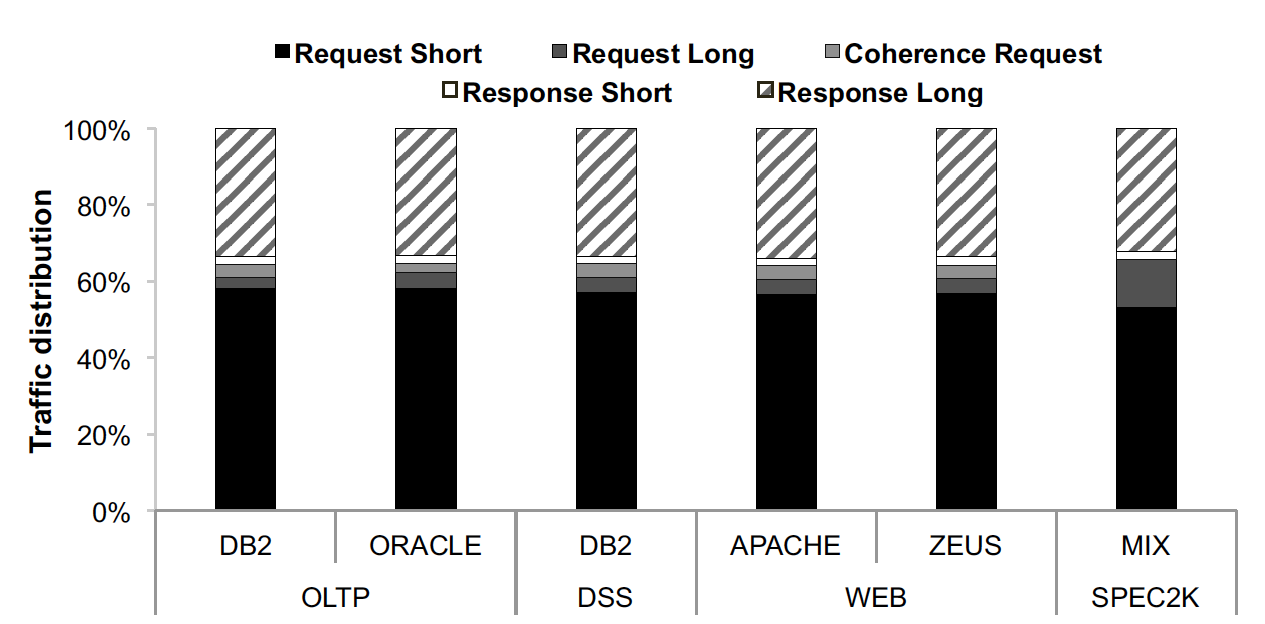 Request Short Request Long Coherence Request
Response Short Response Long
Traffic distribution
100%
80%
60%
40%
20%
0%
DB2 ORACLE DB2 APACHE ZEUS MIX
OLTP DSS WEB SPEC2K